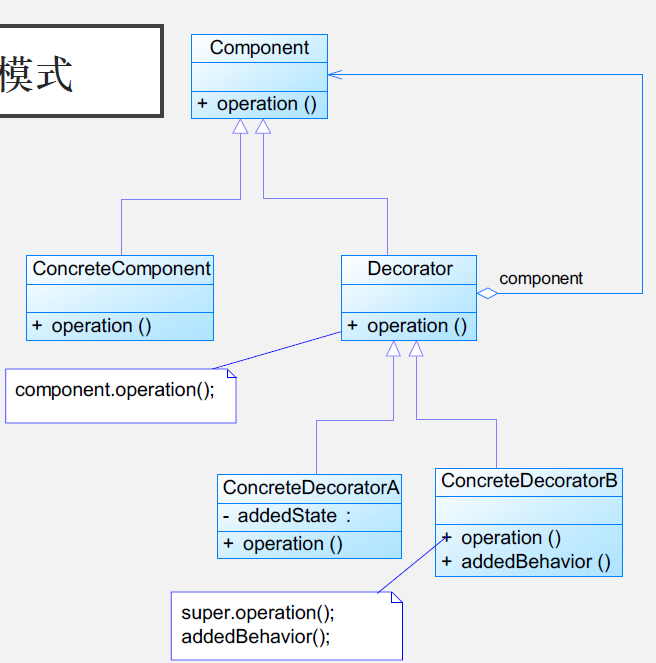 模式
Component
+ operation ()
ConcreteComponent
+ operation ()
Decorator
+ operation ()
component
component.operation();
ConcreteDecoratorA
- addedState :
+ operation ()
ConcreteDecoratorB
+ operation ()
+ addedBehavior ()
super.operation();
addedBehavior();